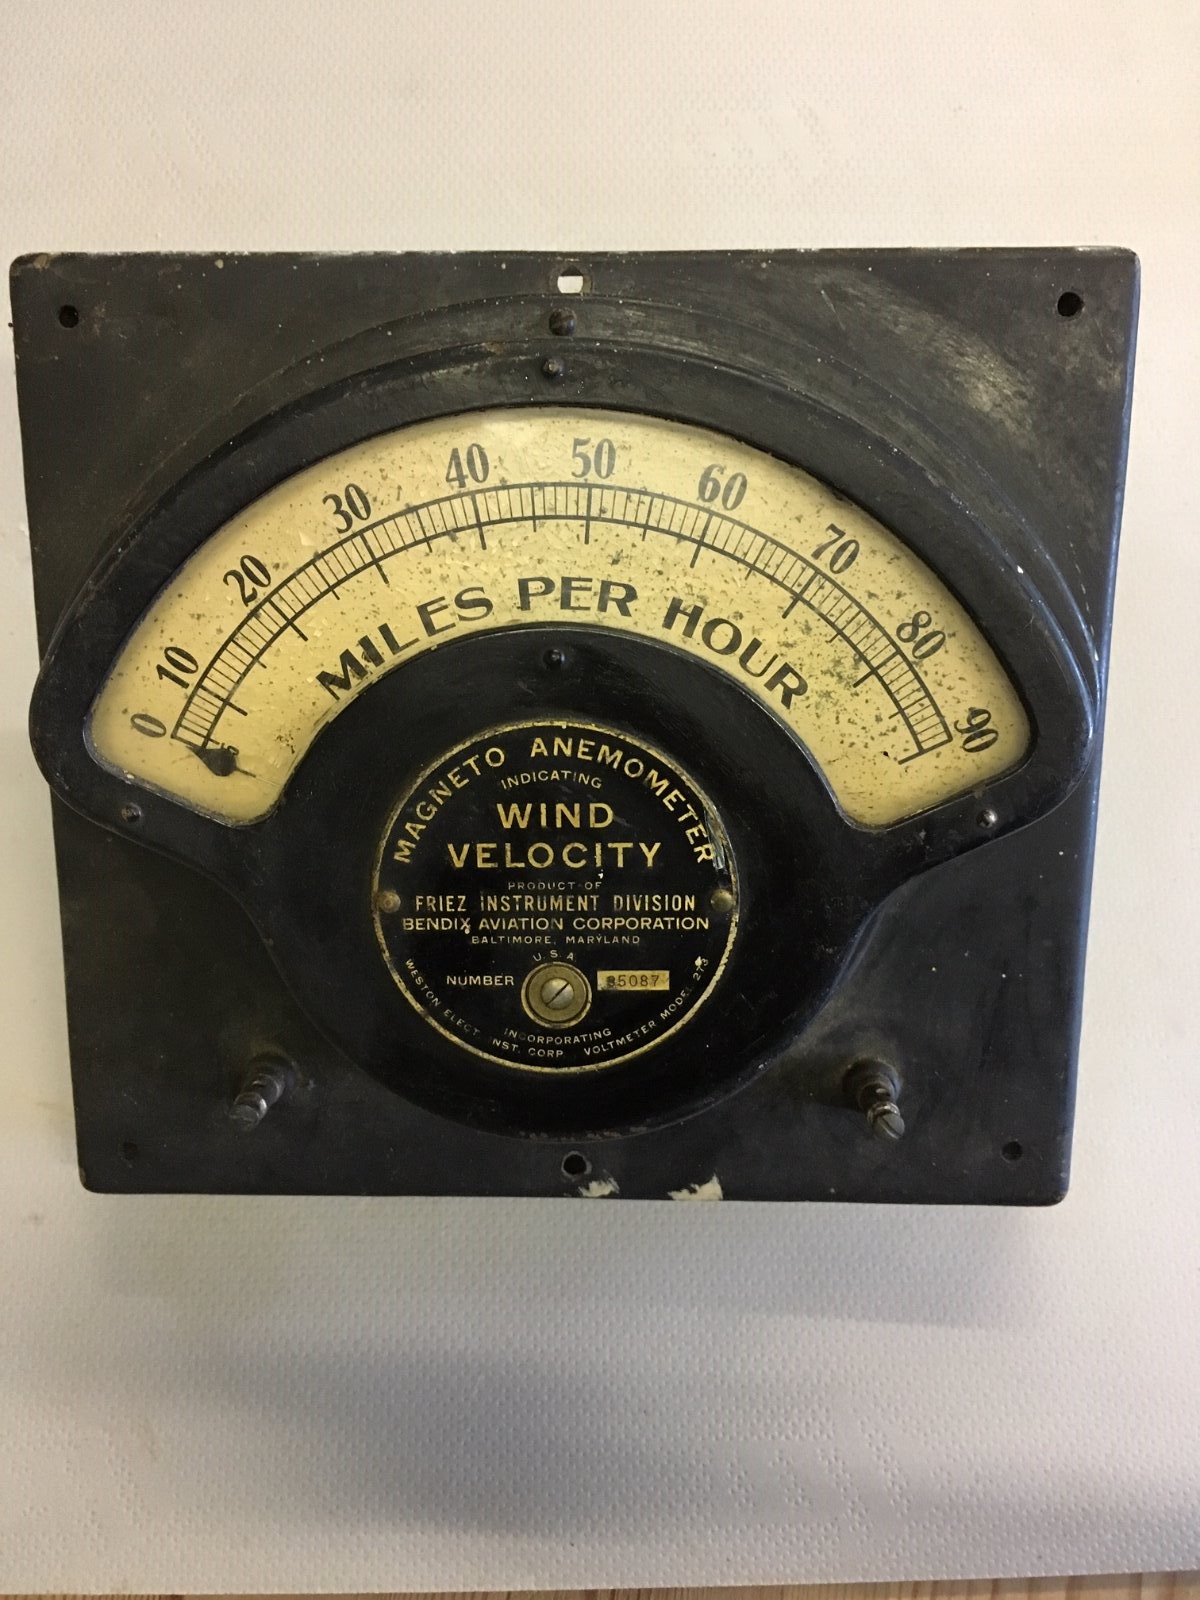 0 10 20 30 40 50 60 70 80 90
MILES PER HOUR
MAGNETO ANEMOMETER
INDICATING
WIND
VELOCITY
PRODUCT OF
FRIEZ INSTRUMENT DIVISION
BENDIX AVIATION CORPORATION
BALTIMORE, MARYLAND
U.S.A.
NUMBER
INCORPORATING
WESTON ELECT. INST. CORP. VOLTMETER MODEL 273